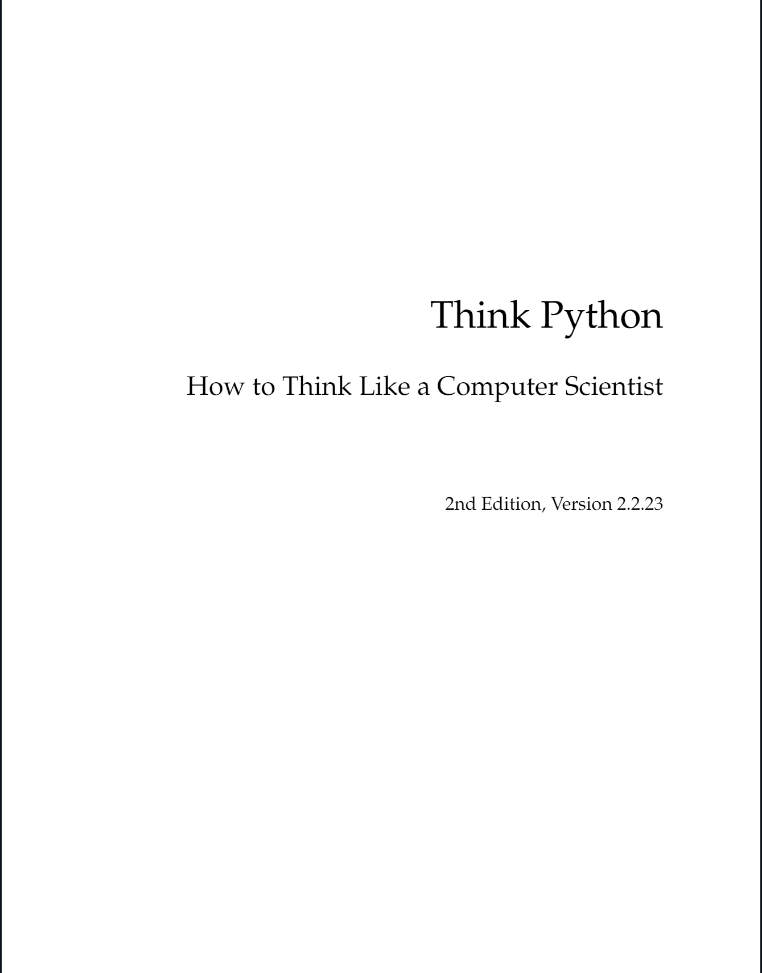 Think Python
How to Think Like a Computer Scientist
2nd Edition, Version 2.2.23